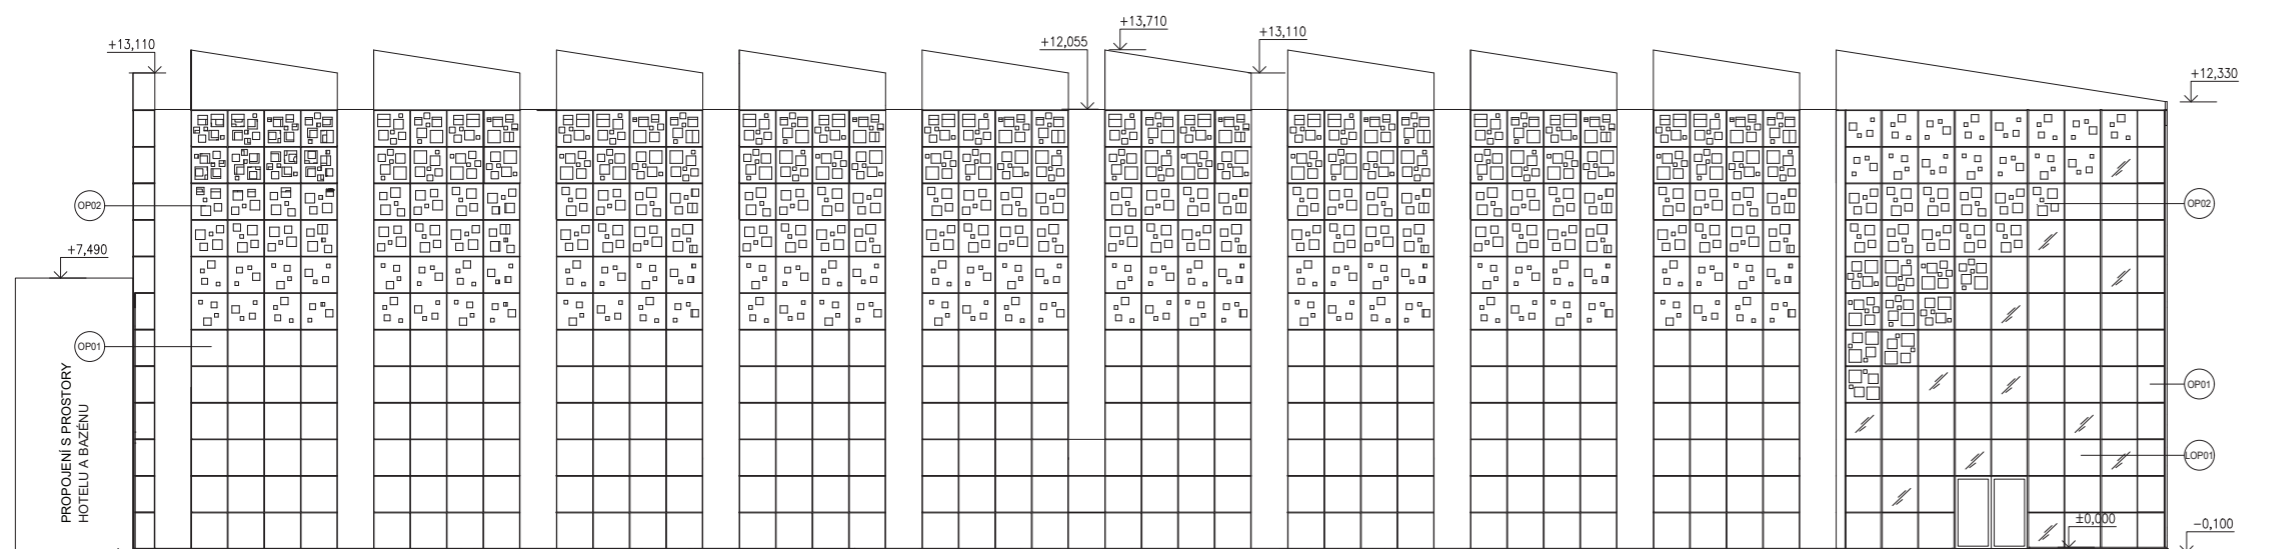 +13,710
+13,110
+12,055
+13,110
+12,330
OP02
OP02
+7,490
OP01
OP01
PROPOJENÍ S PROSTORY
HOTELU A BAZÉNU
LOP01
±0,000
-0,100